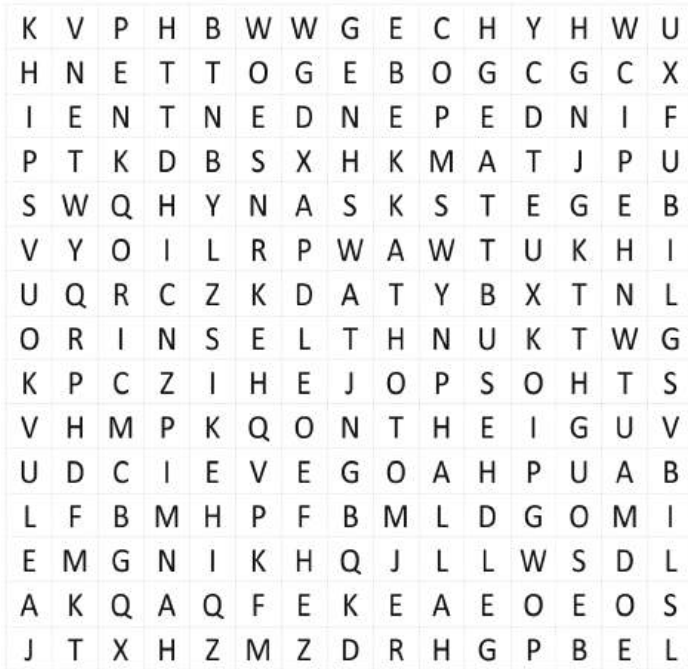 K V P H B W W G E C H Y H W U
H N E T T O G E B O G C G C X
I E N T N E D N E P E D N I F
P T K D B S X H K M A T J P U
S W Q H Y N A S K S T E G E B
V Y O I L R P W A W T U K H I
U Q R C Z K D A T Y B X T N L
O R I N S E L T H N U K T W G
K P C Z I H E J O P S O H T S
V H M P K Q O N T H E I G U V
U D C I E V E G O A H P U A B
L F B M H P F B M L D G O M I
E M G N I K H Q J L L W S D L
A K Q A Q F E K E A E O E O S
J T X H Z M Z D R H G P B E L